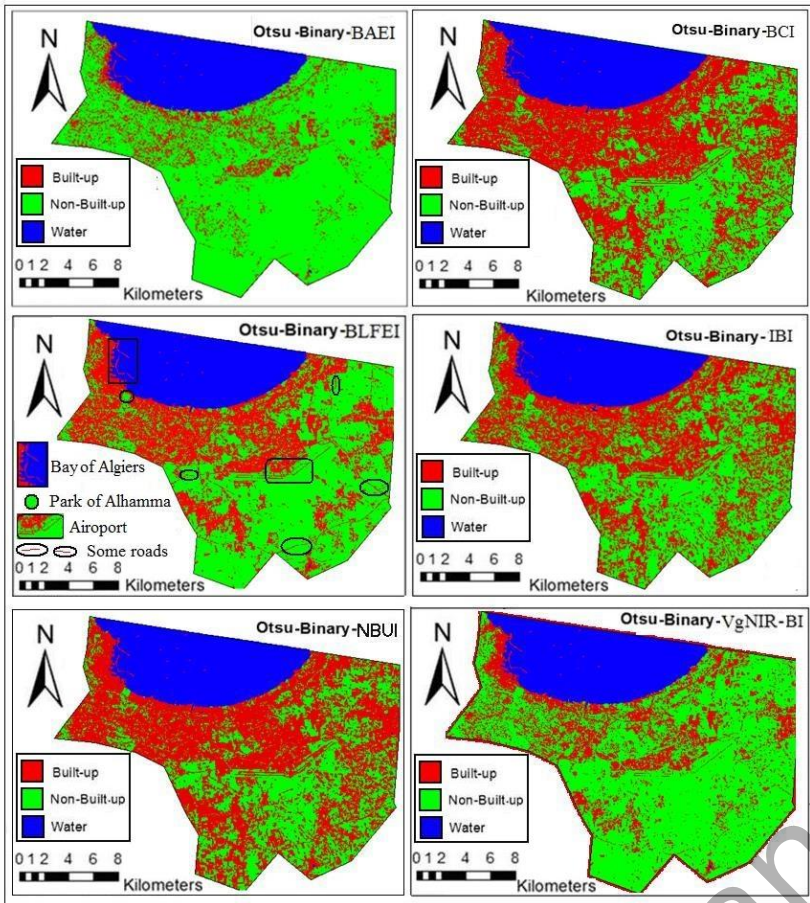 Otsu-Binary-BAEI
N
Built-up
Non-Built-up
Water
0 1 2 4 6 8
Kilometers
Otsu-Binary-BCI
N
Built-up
Non-Built-up
Water
0 1 2 4 6 8
Kilometers
Otsu-Binary-BLFEI
N
Bay of Algiers
Park of Alhamma
Airoport
Some roads
0 1 2 4 6 8
Kilometers
Otsu-Binary-IBI
N
Built-up
Non-Built-up
Water
0 1 2 4 6 8
Kilometers
Otsu-Binary-NBUI
N
Built-up
Non-Built-up
Water
0 1 2 4 6 8
Kilometers
Otsu-Binary-VgNIR-BI
N
Built-up
Non-Built-up
Water
0 1 2 4 6 8
Kilometers